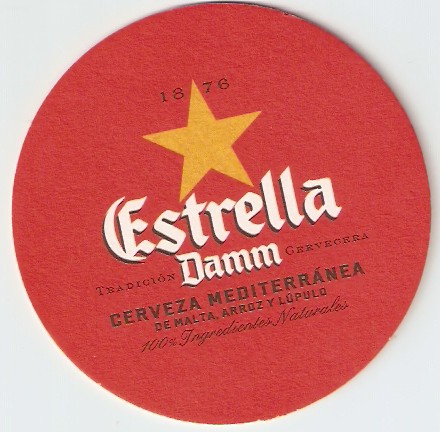 1876
Estrella
Damm
TRADICIÓN CERVECERA
CERVEZA MEDITERRÁNEA
DE MALTA, ARROZ Y LÚPULO
100% Ingredientes Naturales